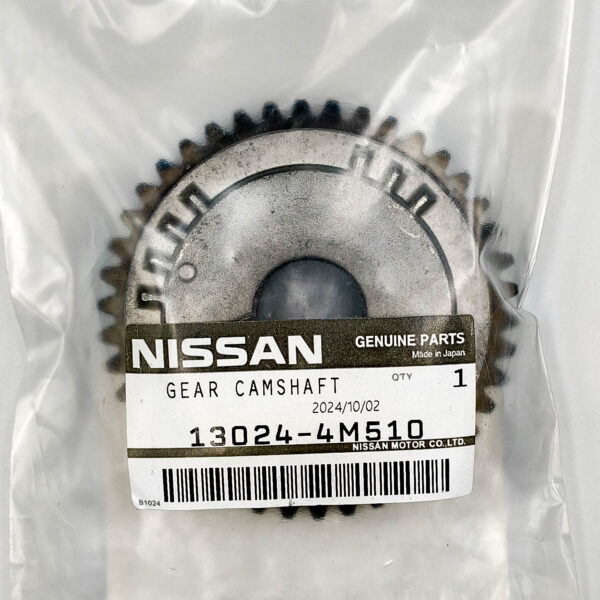 NISSAN
GENUINE PARTS
Made in Japan
GEAR CAMSHAFT QTY 1
2024/10/02
13024-4M510
NISSAN MOTOR CO.,LTD.
B1024